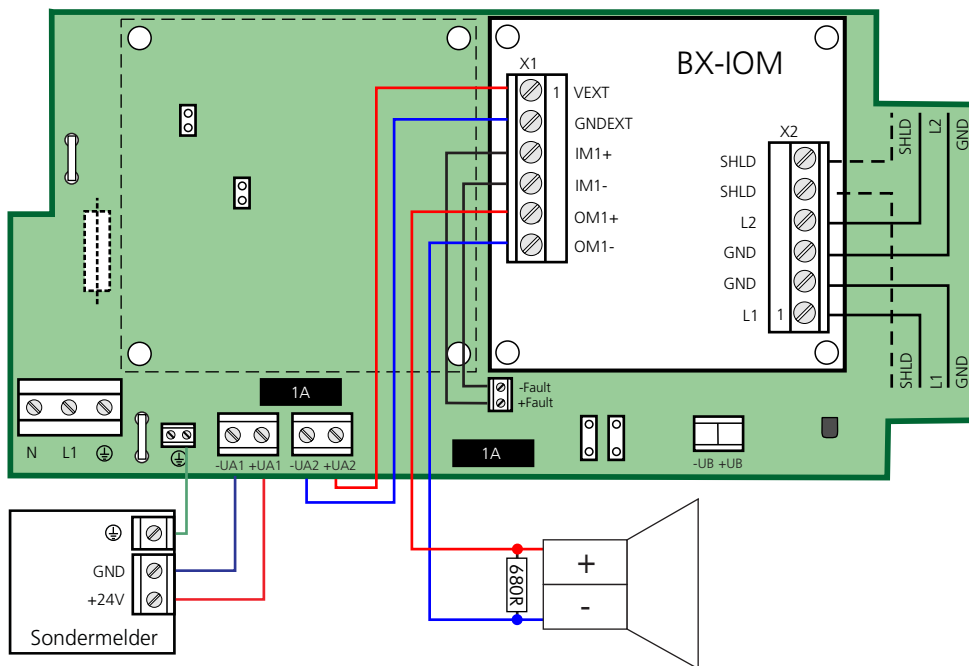 BX-IOM
X1
1
VEXT
GNDEXT
IM1+
IM1-
OM1+
OM1-
X2
SHLD
SHLD
L2
GND
GND
L1
1
SHLD
L2
GND
SHLD
L1
GND
-Fault
+Fault
1A
1A
N L1
-UA1 +UA1
-UA2 +UA2
-UB +UB
GND
+24V
Sondermelder
680R
+
-